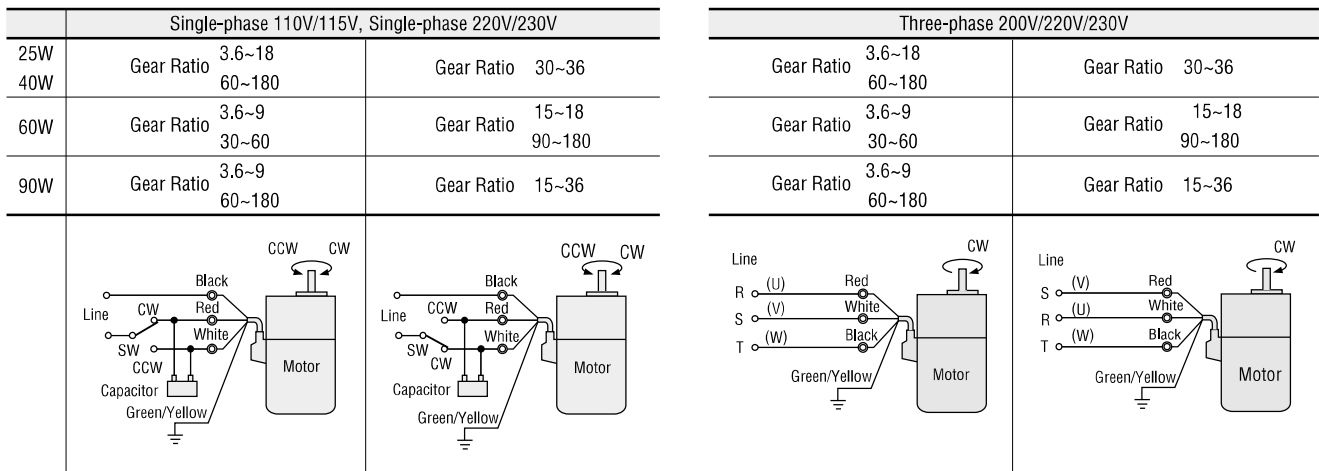 Single-phase 110V/115V, Single-phase 220V/230V
25W
40W
Gear Ratio 3.6~18
60~180
Gear Ratio 30~36
60W
Gear Ratio 3.6~9
30~60
Gear Ratio 15~18
90~180
90W
Gear Ratio 3.6~9
60~180
Gear Ratio 15~36
CCW CW
Black
Line CW Red
White
SW
CCW
Capacitor
Motor
Green/Yellow
CCW CW
Black
Line CCW Red
White
SW
CW
Capacitor
Motor
Green/Yellow
Three-phase 200V/220V/230V
Gear Ratio 3.6~18
60~180
Gear Ratio 30~36
Gear Ratio 3.6~9
30~60
Gear Ratio 15~18
90~180
Gear Ratio 3.6~9
60~180
Gear Ratio 15~36
CW
Line
R (U) Red
S (V) White
T (W) Black
Green/Yellow
Motor
CW
Line
S (V) Red
R (U) White
T (W) Black
Green/Yellow
Motor